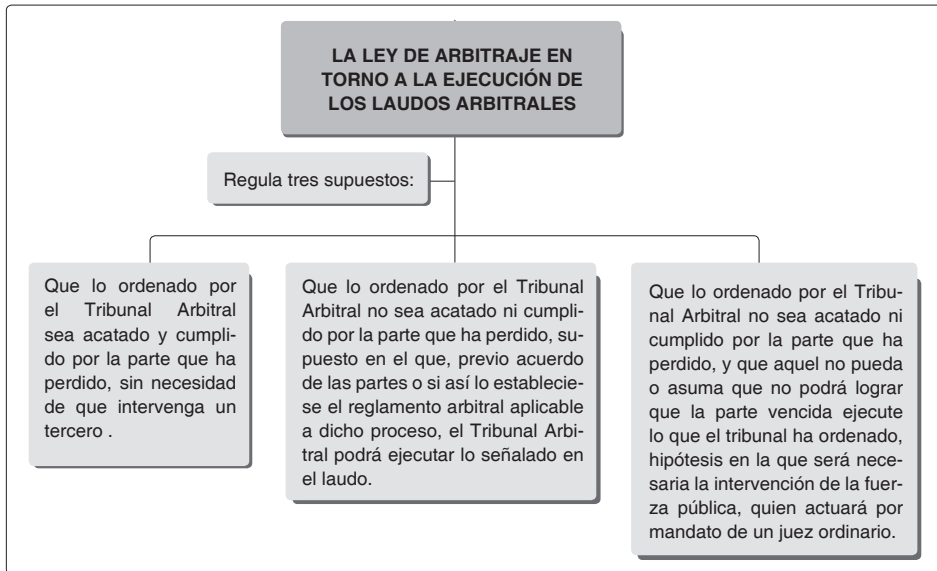 LA LEY DE ARBITRAJE EN
TORNO A LA EJECUCIÓN DE
LOS LAUDOS ARBITRALES
Regula tres supuestos:
Que lo ordenado por
el Tribunal Arbitral
sea acatado y cumpli-
do por la parte que ha
perdido, sin necesidad
de que intervenga un
tercero .
Que lo ordenado por el Tribunal
Arbitral no sea acatado ni cumpli-
do por la parte que ha perdido, su-
puesto en el que, previo acuerdo
de las partes o si así lo establecie-
se el reglamento arbitral aplicable
a dicho proceso, el Tribunal Arbi-
tral podrá ejecutar lo señalado en
el laudo.
Que lo ordenado por el Tribu-
nal Arbitral no sea acatado ni
cumplido por la parte que ha
perdido, y que aquel no pueda
o asuma que no podrá lograr
que la parte vencida ejecute
lo que el tribunal ha ordenado,
hipótesis en la que será nece-
saria la intervención de la fuer-
za pública, quien actuará por
mandato de un juez ordinario.